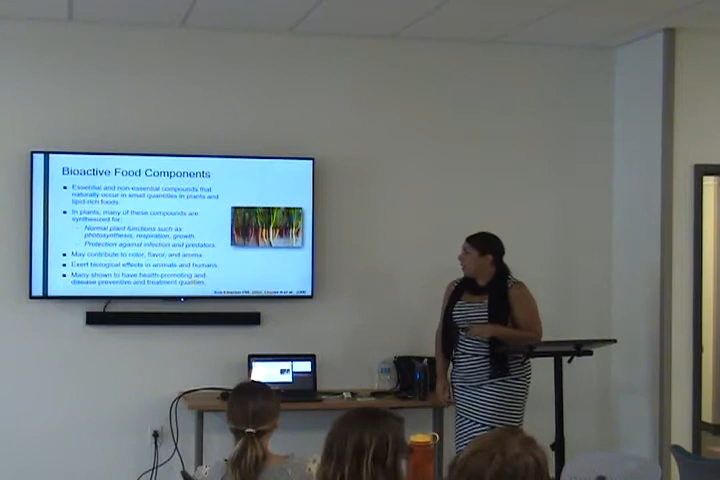 Bioactive Food Components
Essential and non-essential compounds that
naturally occur in small quantities in plants and
lipid-rich foods.
In plants, many of these compounds are
synthesized for:
Normal plant functions such as
photosynthesis, respiration, growth.
Protection against infection and predators.
May contribute to color, flavor, and aroma.
Exert biological effects in animals and humans.
Many shown to have health-promoting and
disease preventive and treatment qualities.